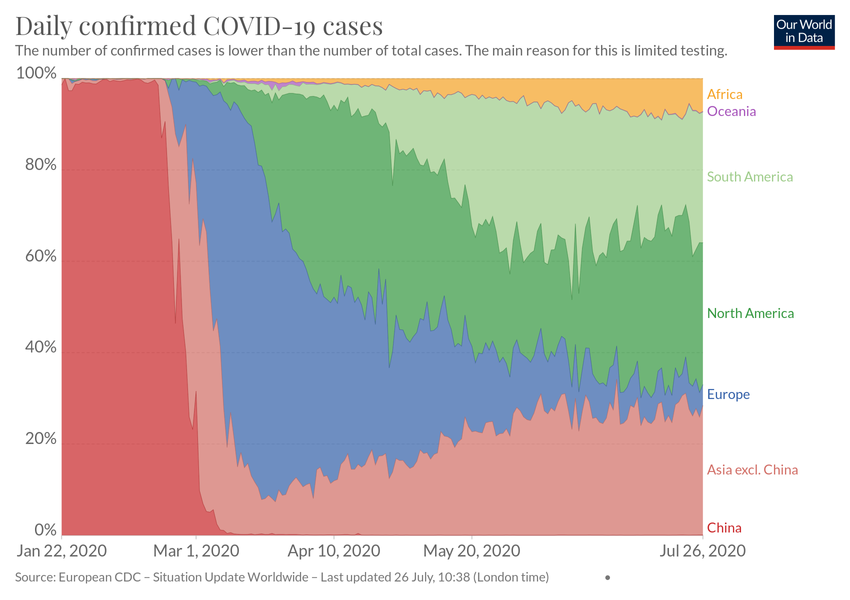 Daily confirmed COVID-19 cases
Our World
in Data
The number of confirmed cases is lower than the number of total cases. The main reason for this is limited testing.
100%
80%
60%
40%
20%
0%
Africa
Oceania
South America
North America
Europe
Asia excl. China
China
Jan 22, 2020
Mar 1, 2020
Apr 10, 2020
May 20, 2020
Jul 26, 2020
Source: European CDC – Situation Update Worldwide – Last updated 26 July, 10:38 (London time)